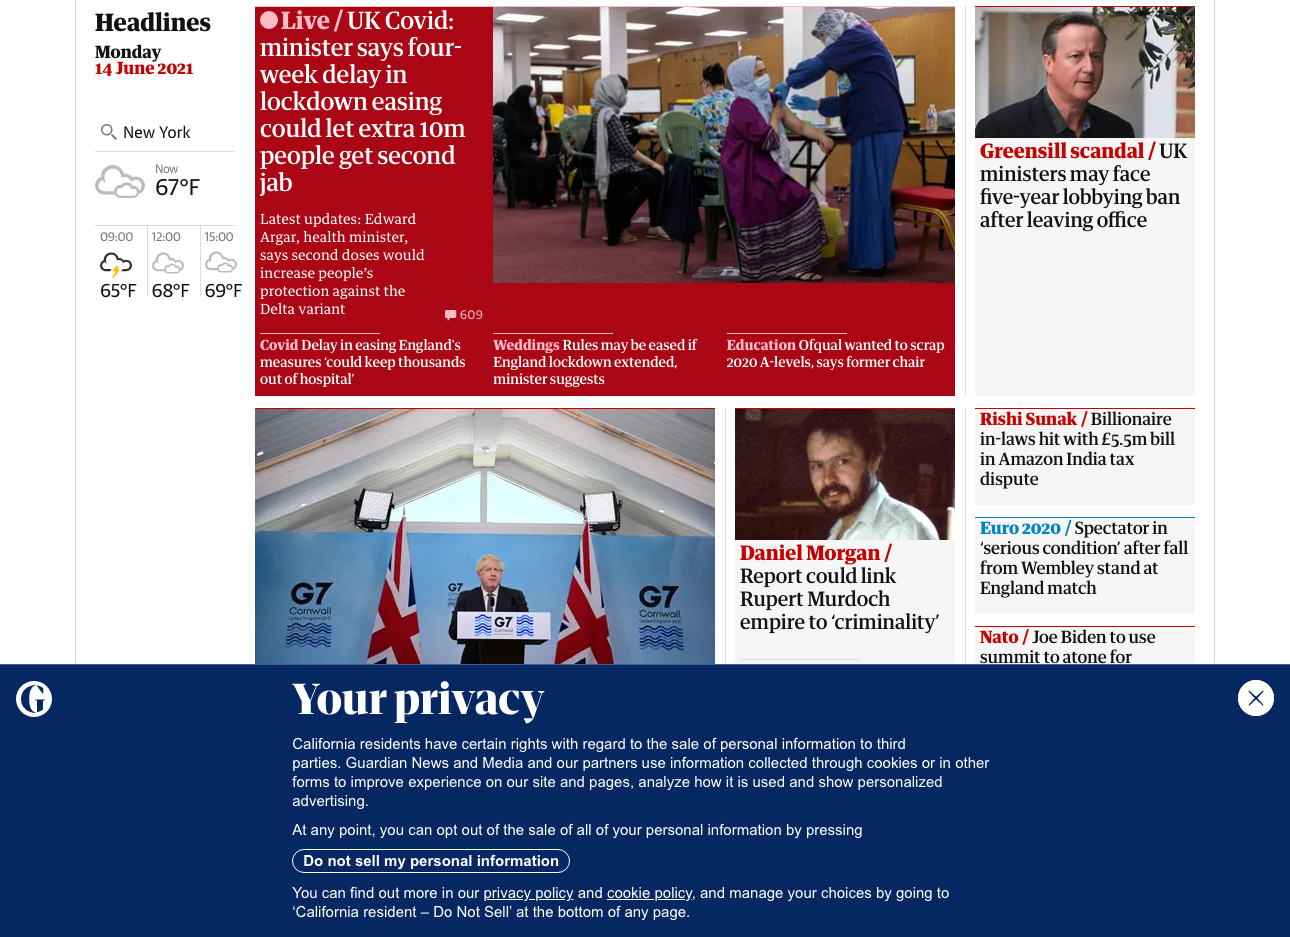 Headlines
Monday
14 June 2021
New York
Now
67°F
09:00
12:00
15:00
65°F
68°F
69°F
Live / UK Covid:
minister says four-
week delay in
lockdown easing
could let extra 10m
people get second
jab
Latest updates: Edward
Argar, health minister,
says second doses would
increase people's
protection against the
Delta variant
609
Covid Delay in easing England's
measures 'could keep thousands
out of hospital'
Weddings Rules may be eased if
England lockdown extended,
minister suggests
Education Ofqual wanted to scrap
2020 A-levels, says former chair
Greensill scandal / UK
ministers may face
five-year lobbying ban
after leaving office
G7
Cornwall
G7
G7
Cornwall
G7
Cornwall
Daniel Morgan /
Report could link
Rupert Murdoch
empire to 'criminality'
Rishi Sunak / Billionaire
in-laws hit with £5.5m bill
in Amazon India tax
dispute
Euro 2020 / Spectator in
'serious condition' after fall
from Wembley stand at
England match
Nato / Joe Biden to use
summit to atone for
G
Your privacy
California residents have certain rights with regard to the sale of personal information to third
parties. Guardian News and Media and our partners use information collected through cookies or in other
forms to improve experience on our site and pages, analyze how it is used and show personalized
advertising.
At any point, you can opt out of the sale of all of your personal information by pressing
Do not sell my personal information
You can find out more in our privacy policy and cookie policy, and manage your choices by going to
'California resident – Do Not Sell' at the bottom of any page.